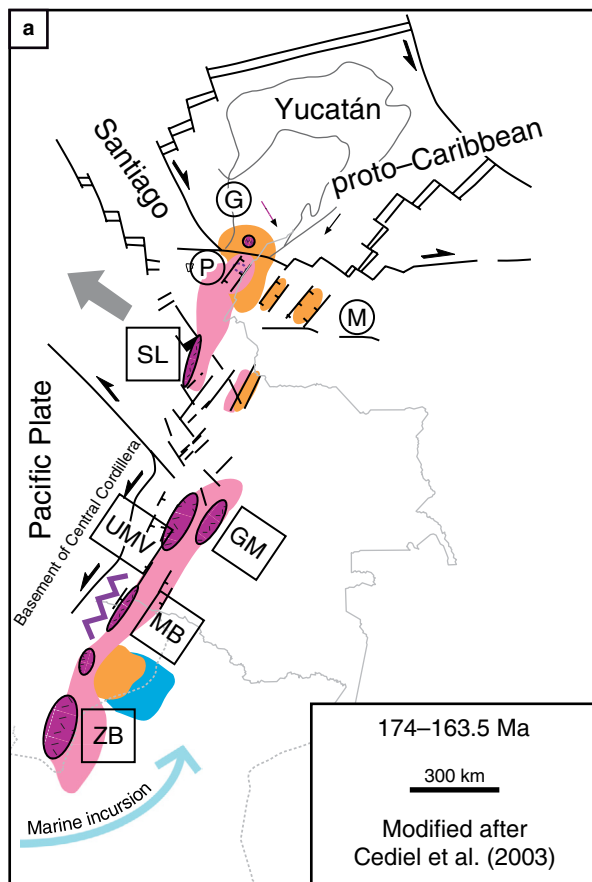 a
Yucatán
Santiago
proto–Caribbean
G
P
M
SL
Pacific Plate
Basement of Central Cordillera
UMV
GM
MB
ZB
Marine incursion
174–163.5 Ma
300 km
Modified after
Cediel et al. (2003)